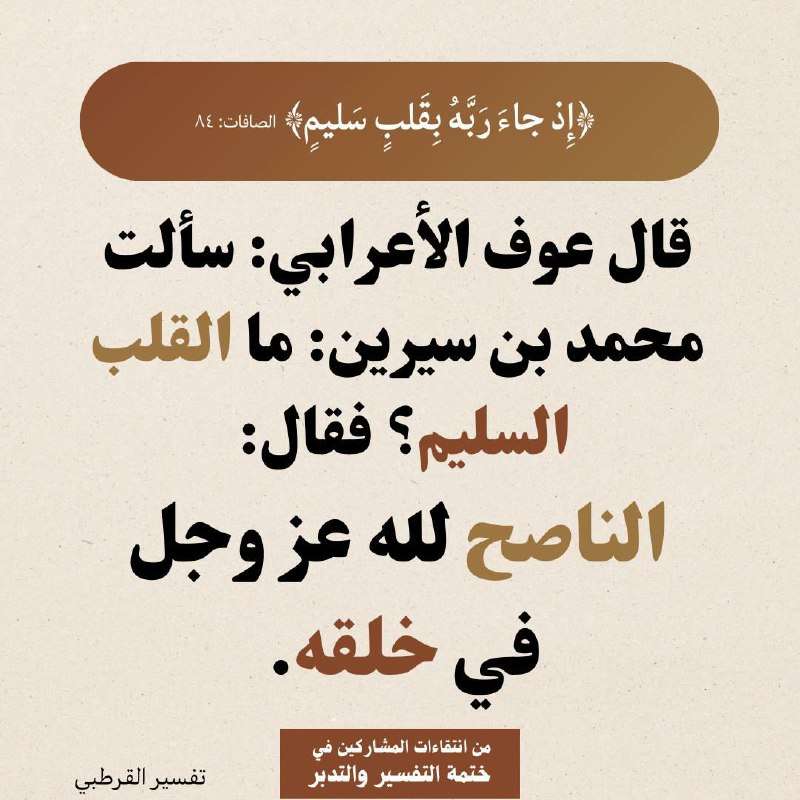 ﴿إِذ جاءَ رَبَّهُ بِقَلبٍ سَليمٍ﴾ الصافات: ٨٤
قال عوف الأعرابي: سألت
محمد بن سيرين: ما القلب
السليم؟ فقال:
الناصح لله عز وجل
في خلقه.
من انتقاءات المشاركين في
ختمة التفسير والتدبر
تفسير القرطبي